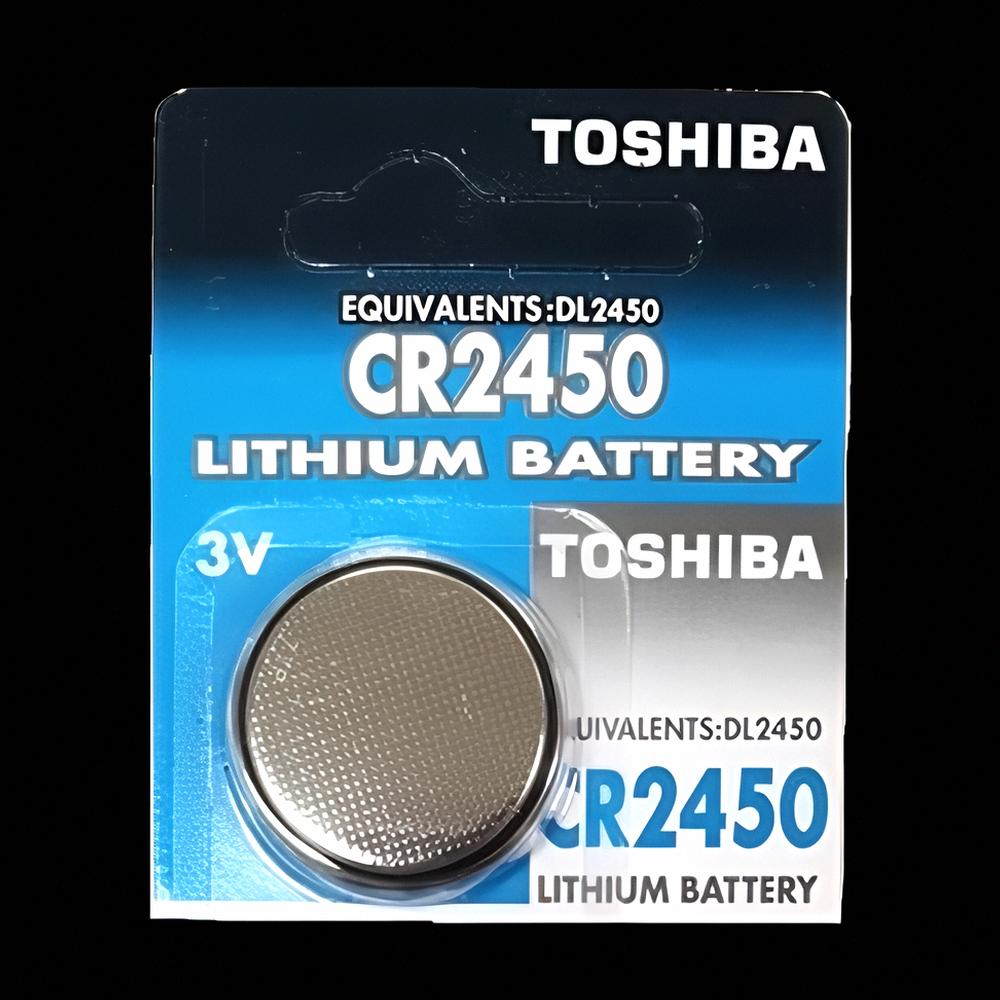 TOSHIBA
EQUIVALENTS:DL2450
CR2450
LITHIUM BATTERY
3V
TOSHIBA
UIVALENTS:DL2450
CR2450
LITHIUM BATTERY